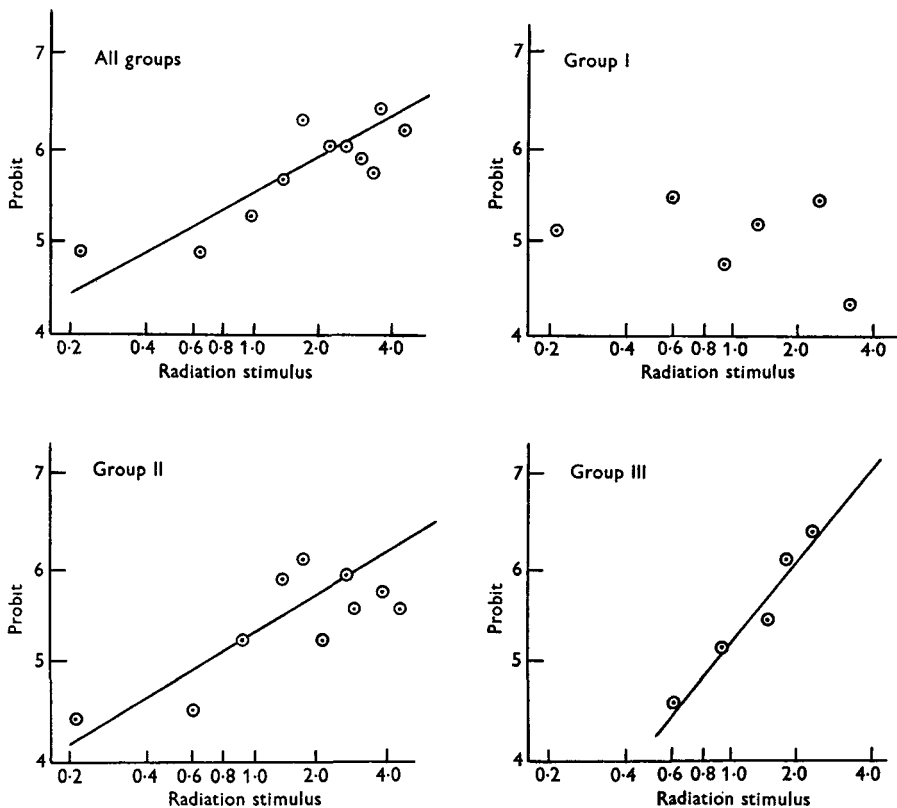 All groups
Probit
7
6
5
4
0·2 0·4 0·6 0·8 1·0 2·0 4·0
Radiation stimulus
Group I
Probit
7
6
5
4
0·2 0·4 0·6 0·8 1·0 2·0 4·0
Radiation stimulus
Group II
Probit
7
6
5
4
0·2 0·4 0·6 0·8 1·0 2·0 4·0
Radiation stimulus
Group III
Probit
7
6
5
4
0·2 0·4 0·6 0·8 1·0 2·0 4·0
Radiation stimulus